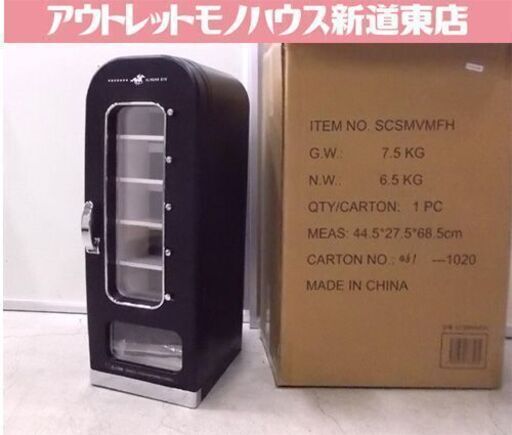 アウトレットモノハウス新道東店
ITEM NO. SCSMVMFH
G.W.: 7.5 KG
N.W.: 6.5 KG
QTY/CARTON: 1 PC
MEAS: 44.5*27.5*68.5cm
CARTON NO.: 461 ---1020
MADE IN CHINA